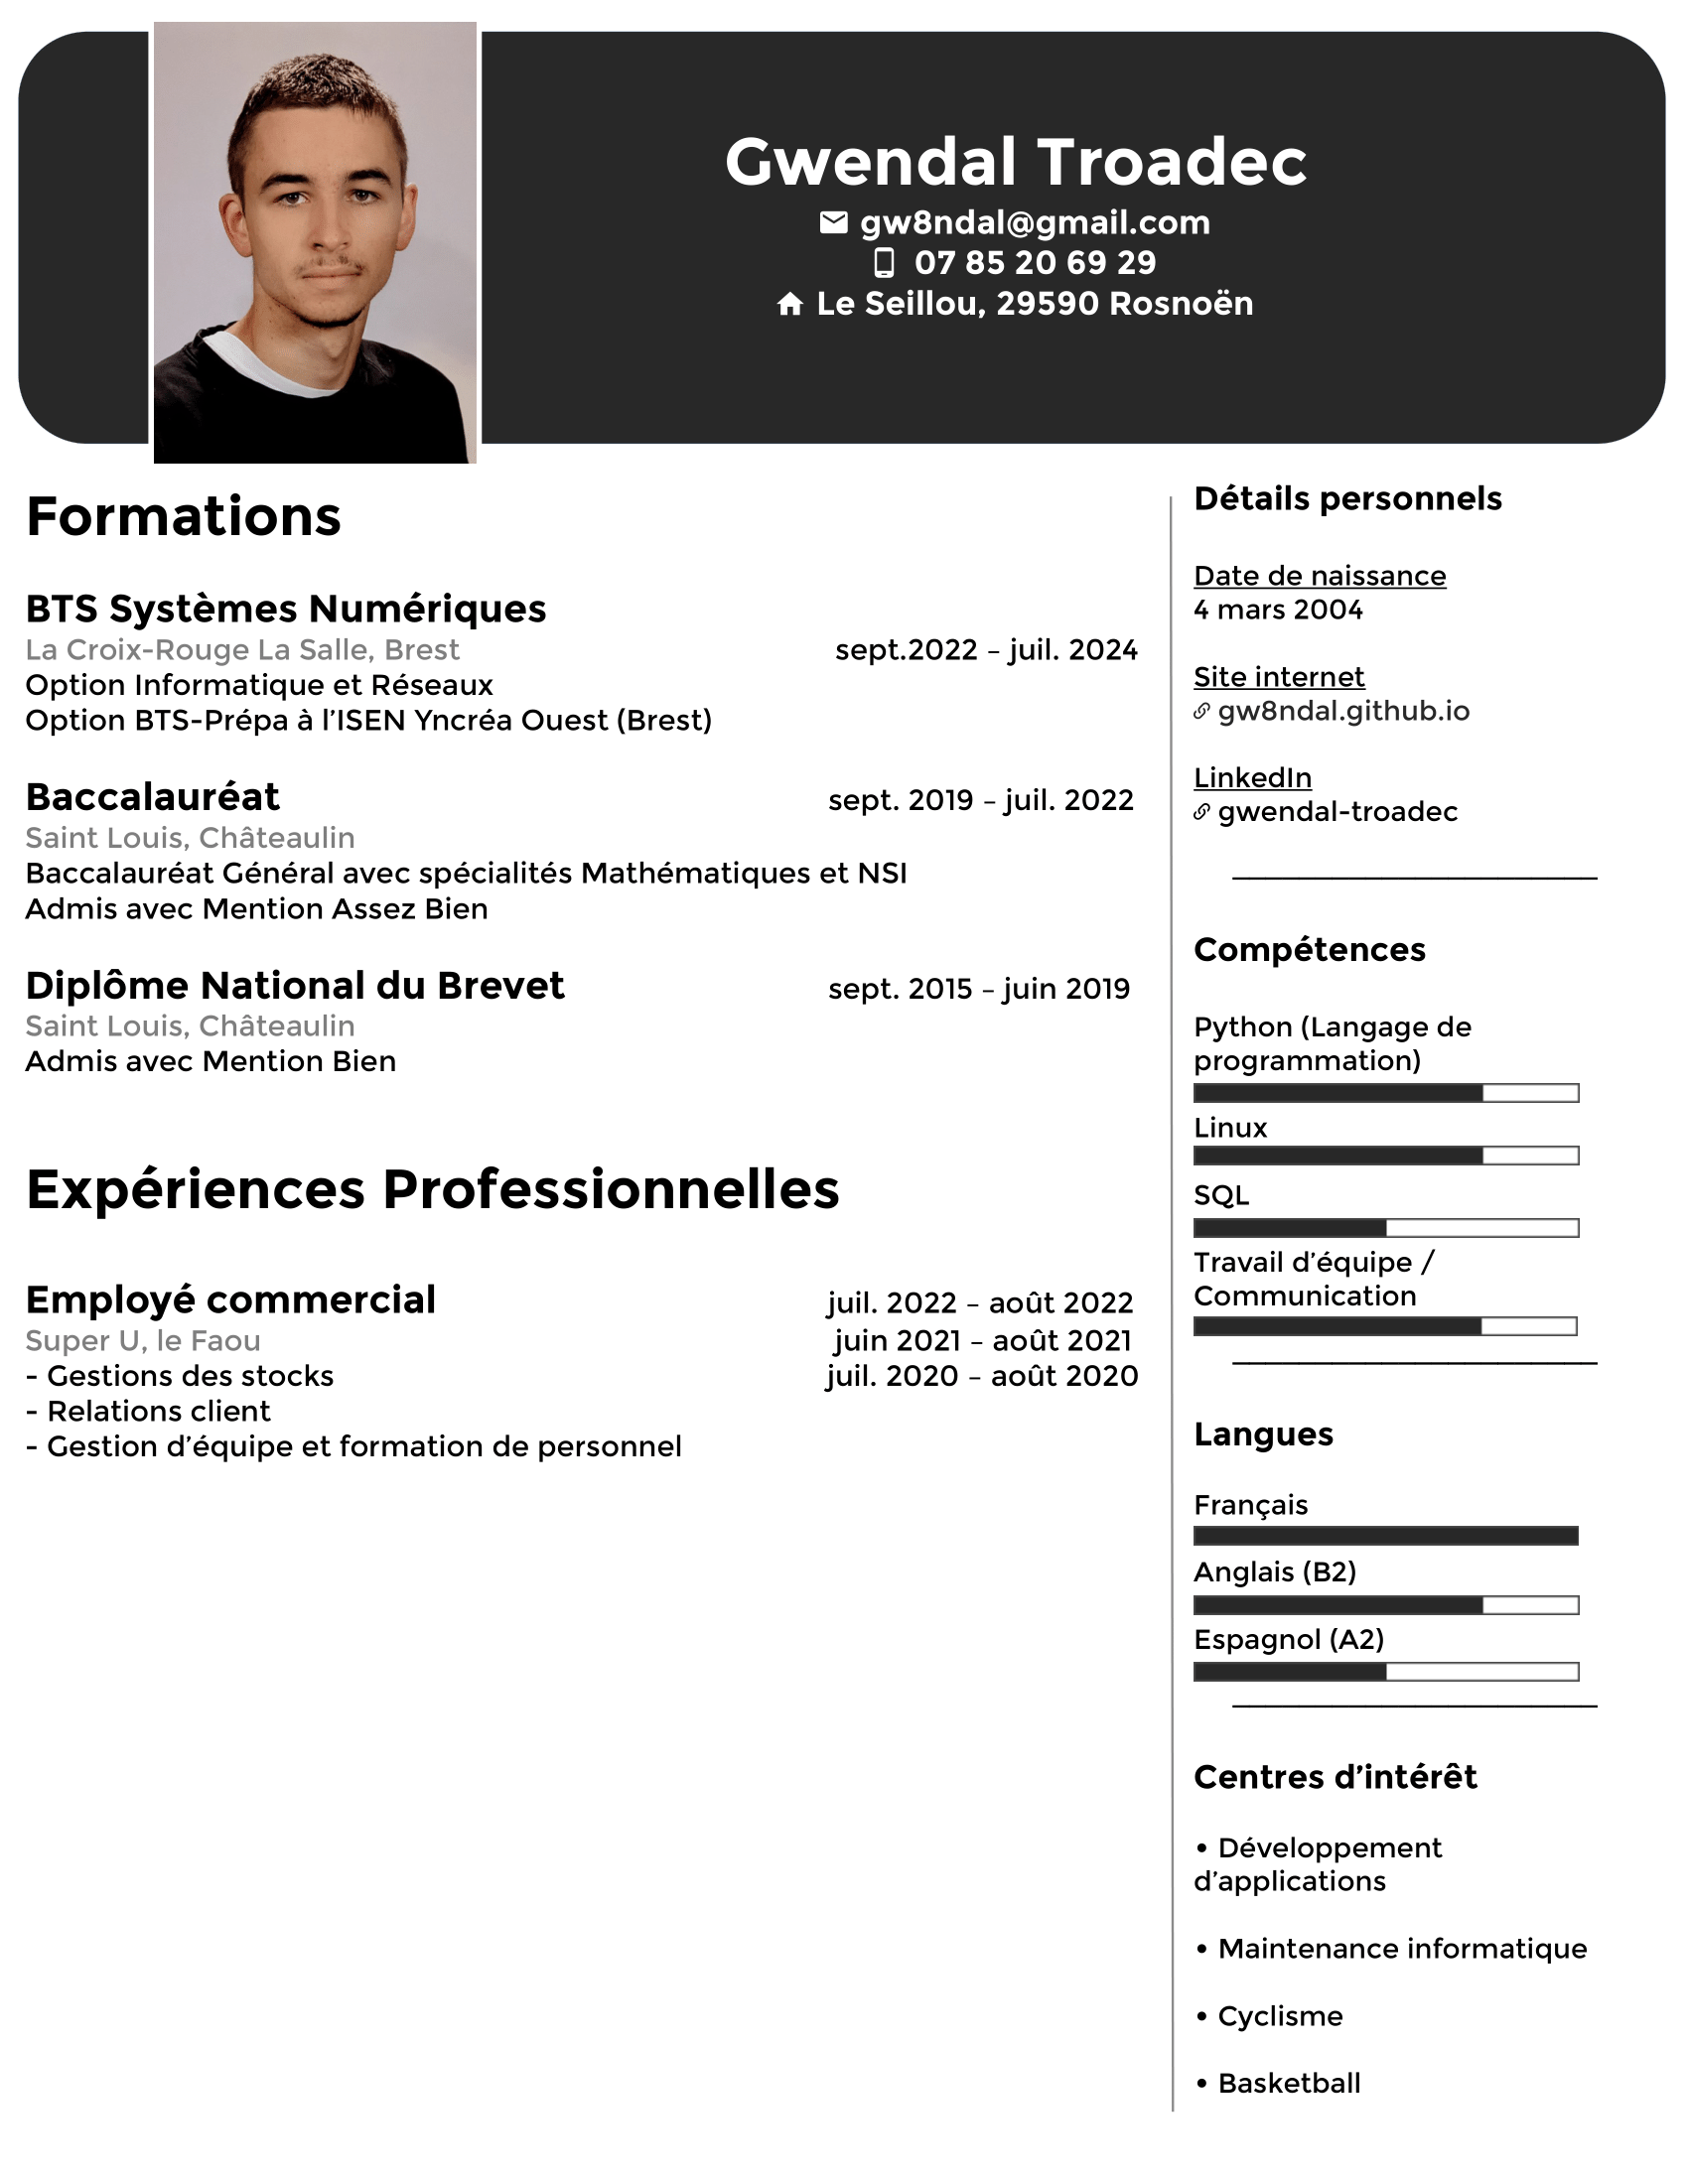 Gwendal Troadec
gw8ndal@gmail.com
07 85 20 69 29
Le Seillou, 29590 Rosnoën
Formations
BTS Systèmes Numériques
La Croix-Rouge La Salle, Brest
sept.2022 – juil. 2024
Option Informatique et Réseaux
Option BTS-Prépa à l’ISEN Yncréa Ouest (Brest)
Baccalauréat
sept. 2019 – juil. 2022
Saint Louis, Châteaulin
Baccalauréat Général avec spécialités Mathématiques et NSI
Admis avec Mention Assez Bien
Diplôme National du Brevet
sept. 2015 – juin 2019
Saint Louis, Châteaulin
Admis avec Mention Bien
Expériences Professionnelles
Employé commercial
juil. 2022 – août 2022
Super U, le Faou
juin 2021 – août 2021
- Gestions des stocks
juil. 2020 – août 2020
- Relations client
- Gestion d’équipe et formation de personnel
Détails personnels
Date de naissance
4 mars 2004
Site internet
gw8ndal.github.io
LinkedIn
gwendal-troadec
Compétences
Python (Langage de
programmation)
Linux
SQL
Travail d’équipe /
Communication
Langues
Français
Anglais (B2)
Espagnol (A2)
Centres d’intérêt
• Développement
d’applications
• Maintenance informatique
• Cyclisme
• Basketball